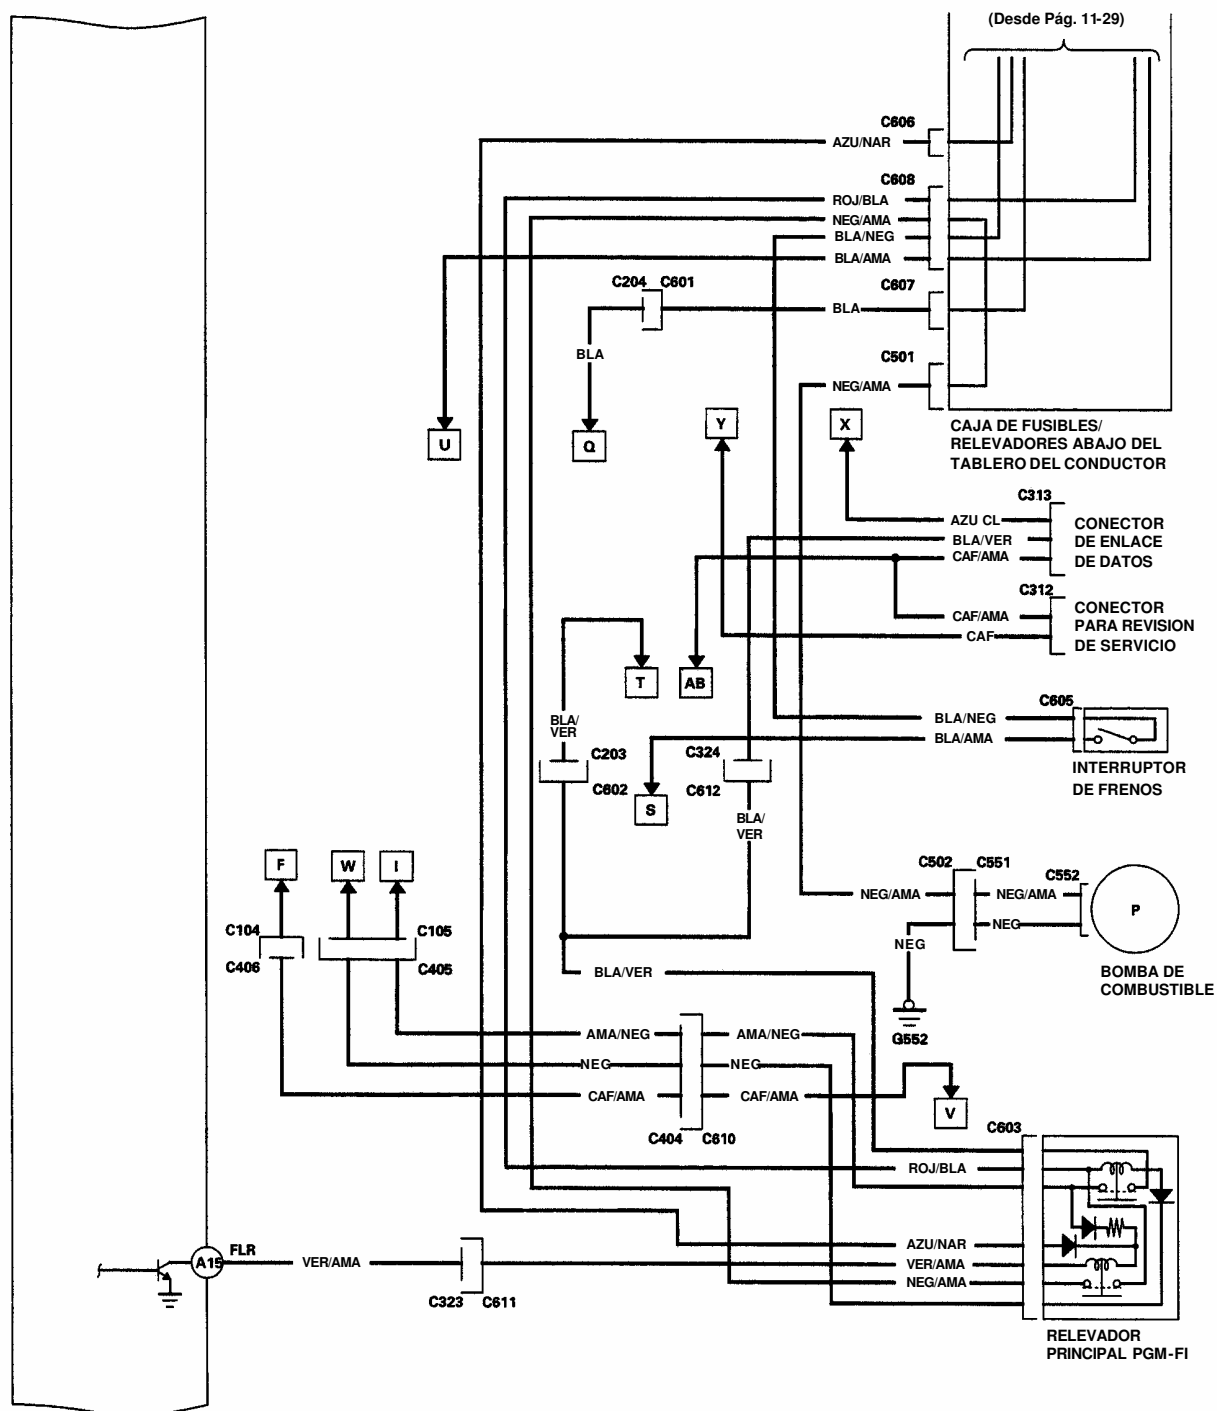 (Desde Pág. 11-29)
C606
AZU/NAR
C608
ROJ/BLA
NEG/AMA
BLA/NEG
BLA/AMA
C204 C601
C607
BLA
BLA
C501
NEG/AMA
U
Q
Y
X
CAJA DE FUSIBLES/
RELEVADORES ABAJO DEL
TABLERO DEL CONDUCTOR
C313
AZU CL
BLA/VER
CAF/AMA
CONECTOR
DE ENLACE
DE DATOS
C312
CAF/AMA
CAF
CONECTOR
PARA REVISION
DE SERVICIO
T
AB
C605
BLA/NEG
BLA/AMA
INTERRUPTOR
DE FRENOS
BLA/
VER
C203
C602
C324
C612
S
BLA/
VER
F
W
I
C502 C551
C552
NEG/AMA
NEG/AMA
P
NEG
NEG
BOMBA DE
COMBUSTIBLE
G552
C104
C406
C105
C405
BLA/VER
AMA/NEG
AMA/NEG
NEG
NEG
CAF/AMA
CAF/AMA
V
C404 C610
C603
ROJ/BLA
AZU/NAR
VER/AMA
NEG/AMA
A15
FLR
VER/AMA
C323 C611
RELEVADOR
PRINCIPAL PGM-FI